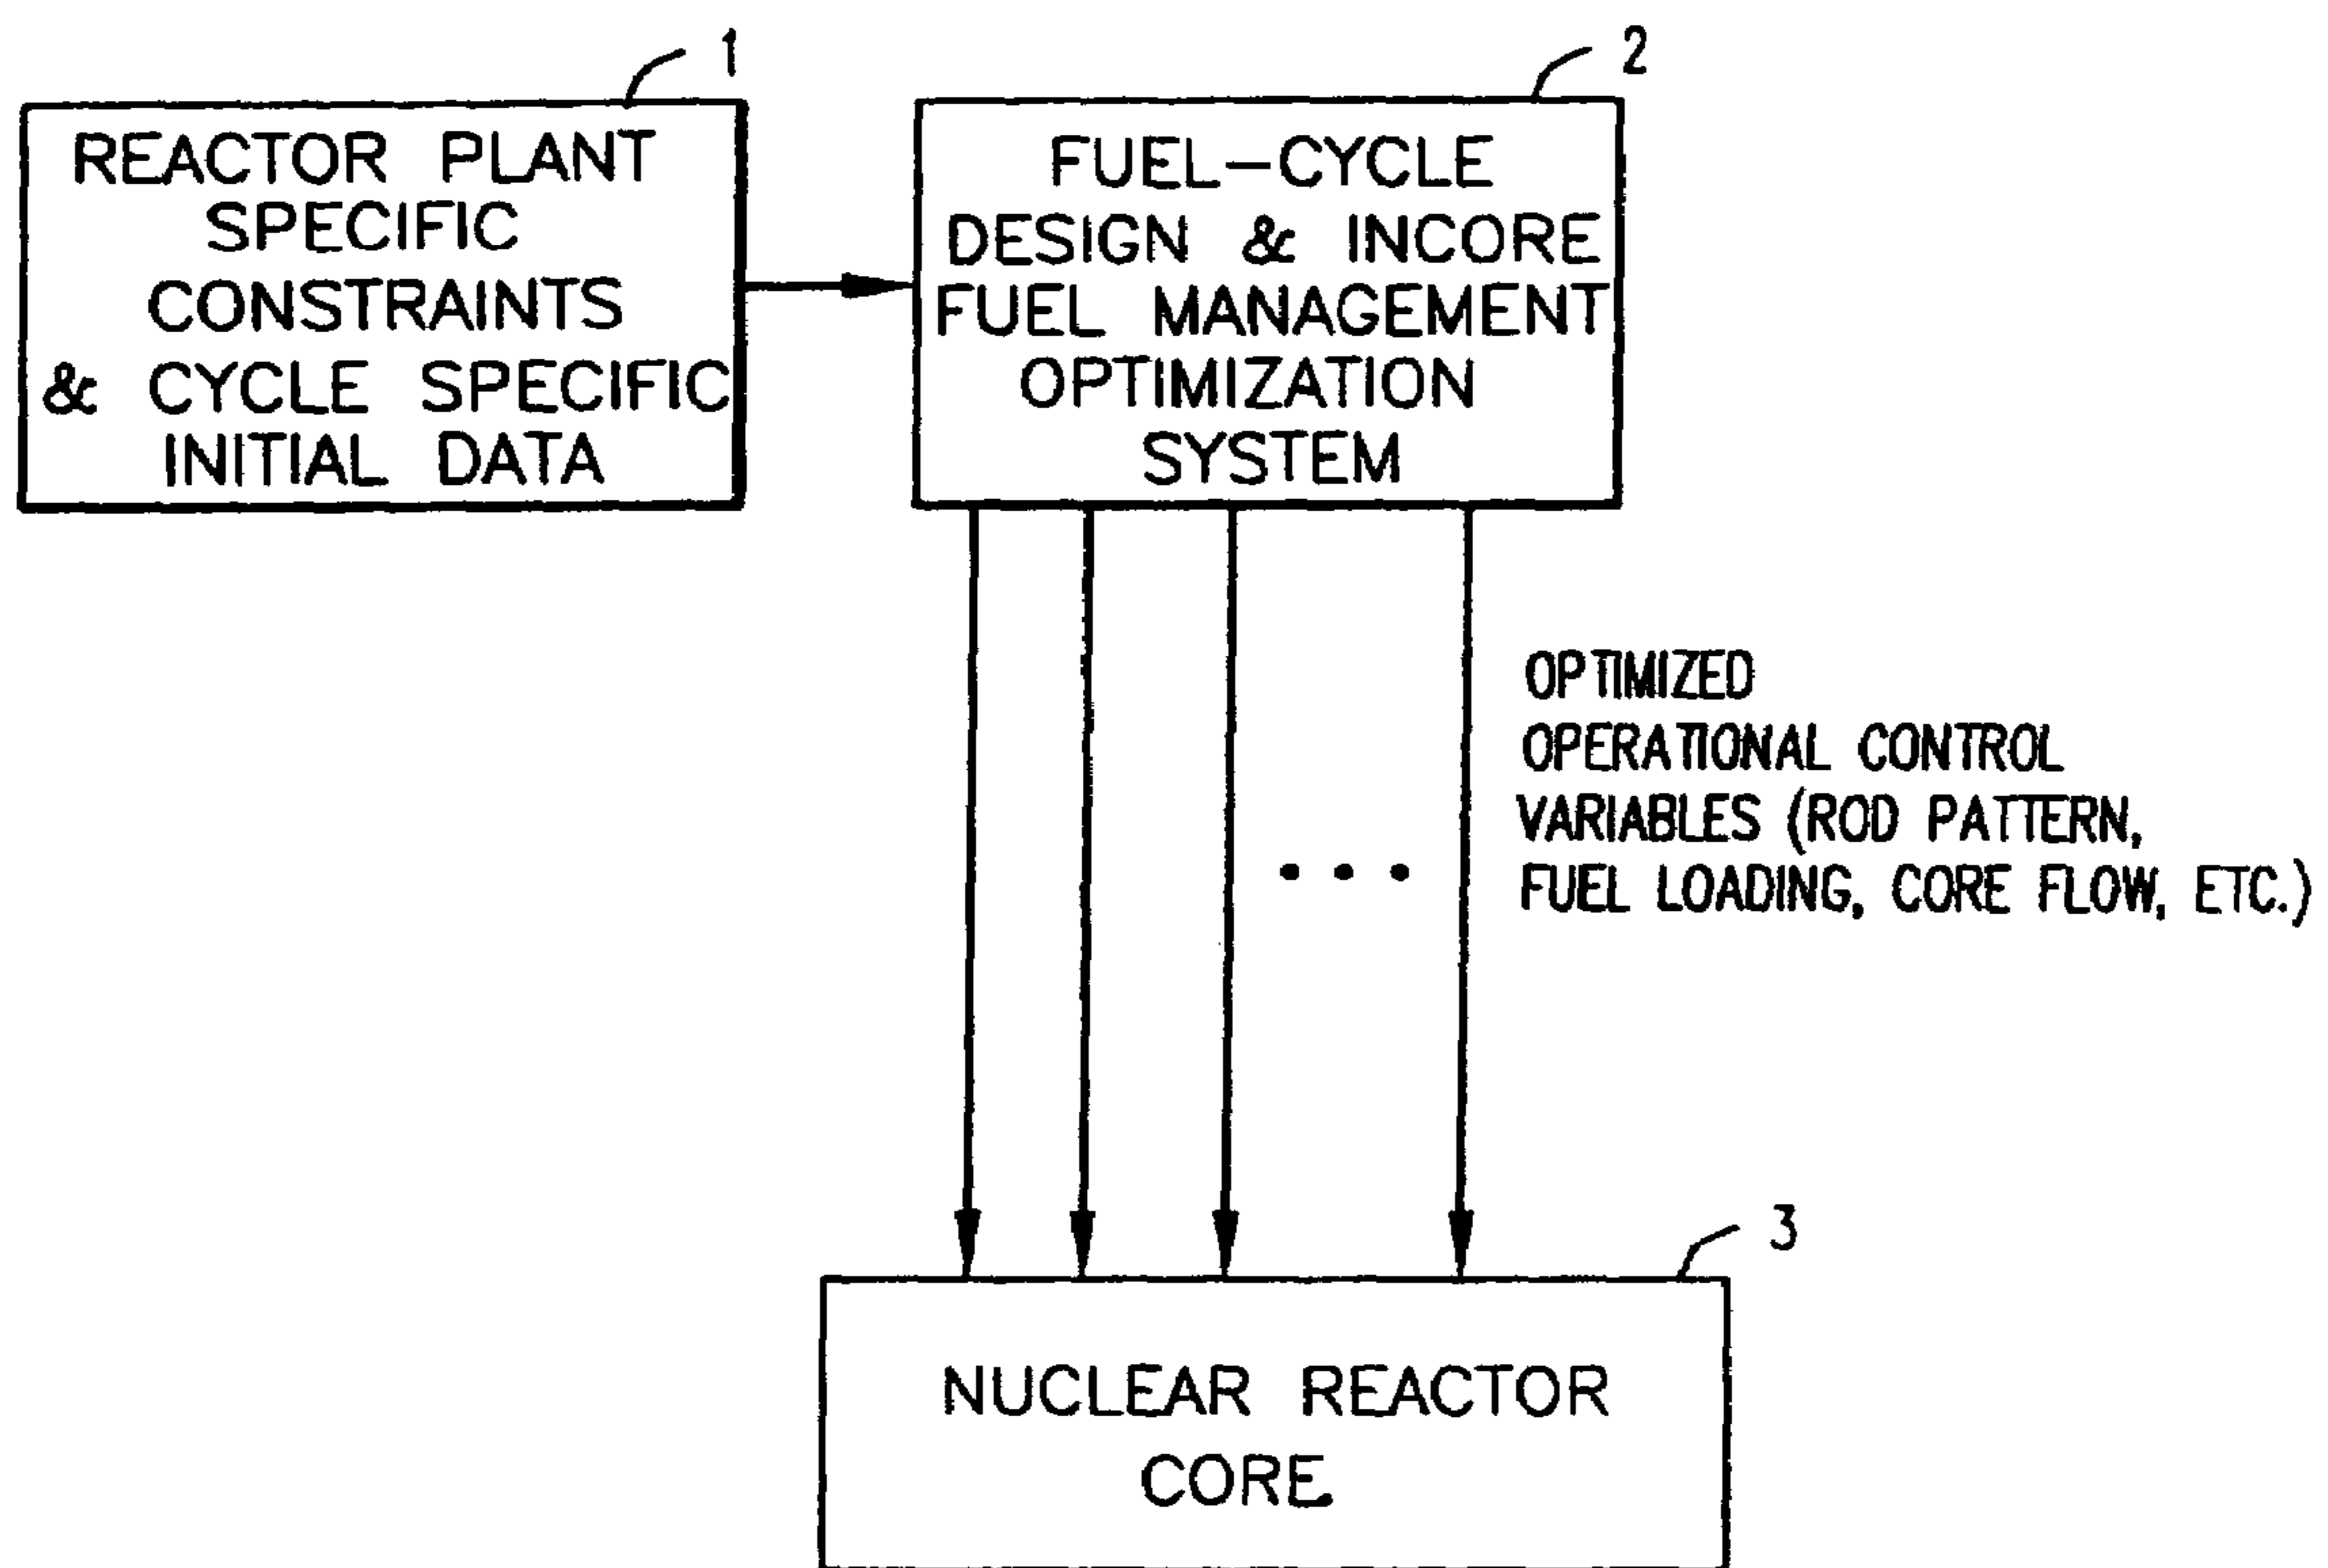 1
REACTOR PLANT
SPECIFIC
CONSTRAINTS
& CYCLE SPECIFIC
INITIAL DATA
2
FUEL-CYCLE
DESIGN & INCORE
FUEL MANAGEMENT
OPTIMIZATION
SYSTEM
OPTIMIZED
OPERATIONAL CONTROL
VARIABLES (ROD PATTERN,
FUEL LOADING, CORE FLOW, ETC.)
3
NUCLEAR REACTOR
CORE